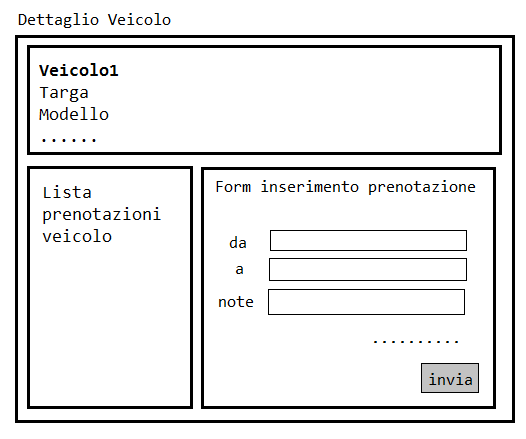 Dettaglio Veicolo
Veicolo1
Targa
Modello
......
Lista
prenotazioni
veicolo
Form inserimento prenotazione
da
a
note
..........
invia